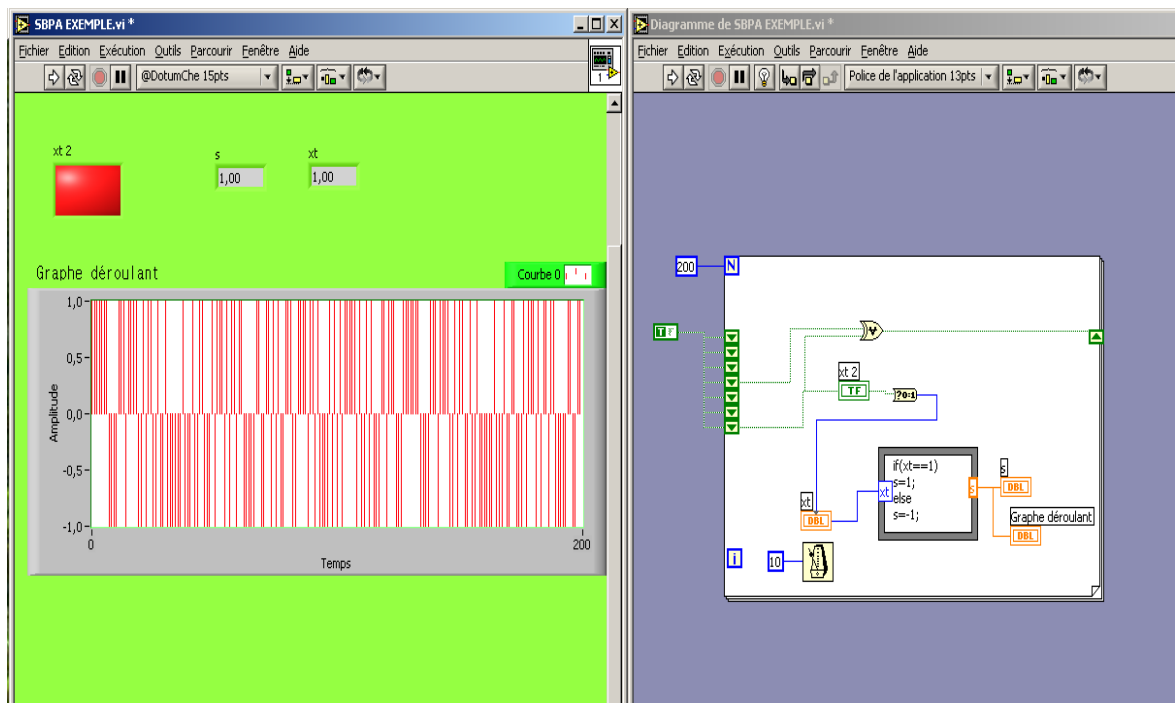 SBPA EXEMPLE.vi *
Fichier Edition Exécution Outils Parcourir Fenêtre Aide
@DotumChe 15pts
1
xt 2
s
xt
1,00
1,00
Graphe déroulant
Courbe 0
1,0
0,5
0,0
-0,5
-1,0
Amplitude
0
200
Temps
Diagramme de SBPA EXEMPLE.vi *
Fichier Edition Exécution Outils Parcourir Fenêtre Aide
Police de l'application 13pts
200
N
TF
xt 2
TF
?0:1
if(xt==1)
s=1;
else
s=-1;
xt
s
s
DBL
xt
DBL
Graphe déroulant
DBL
i
10